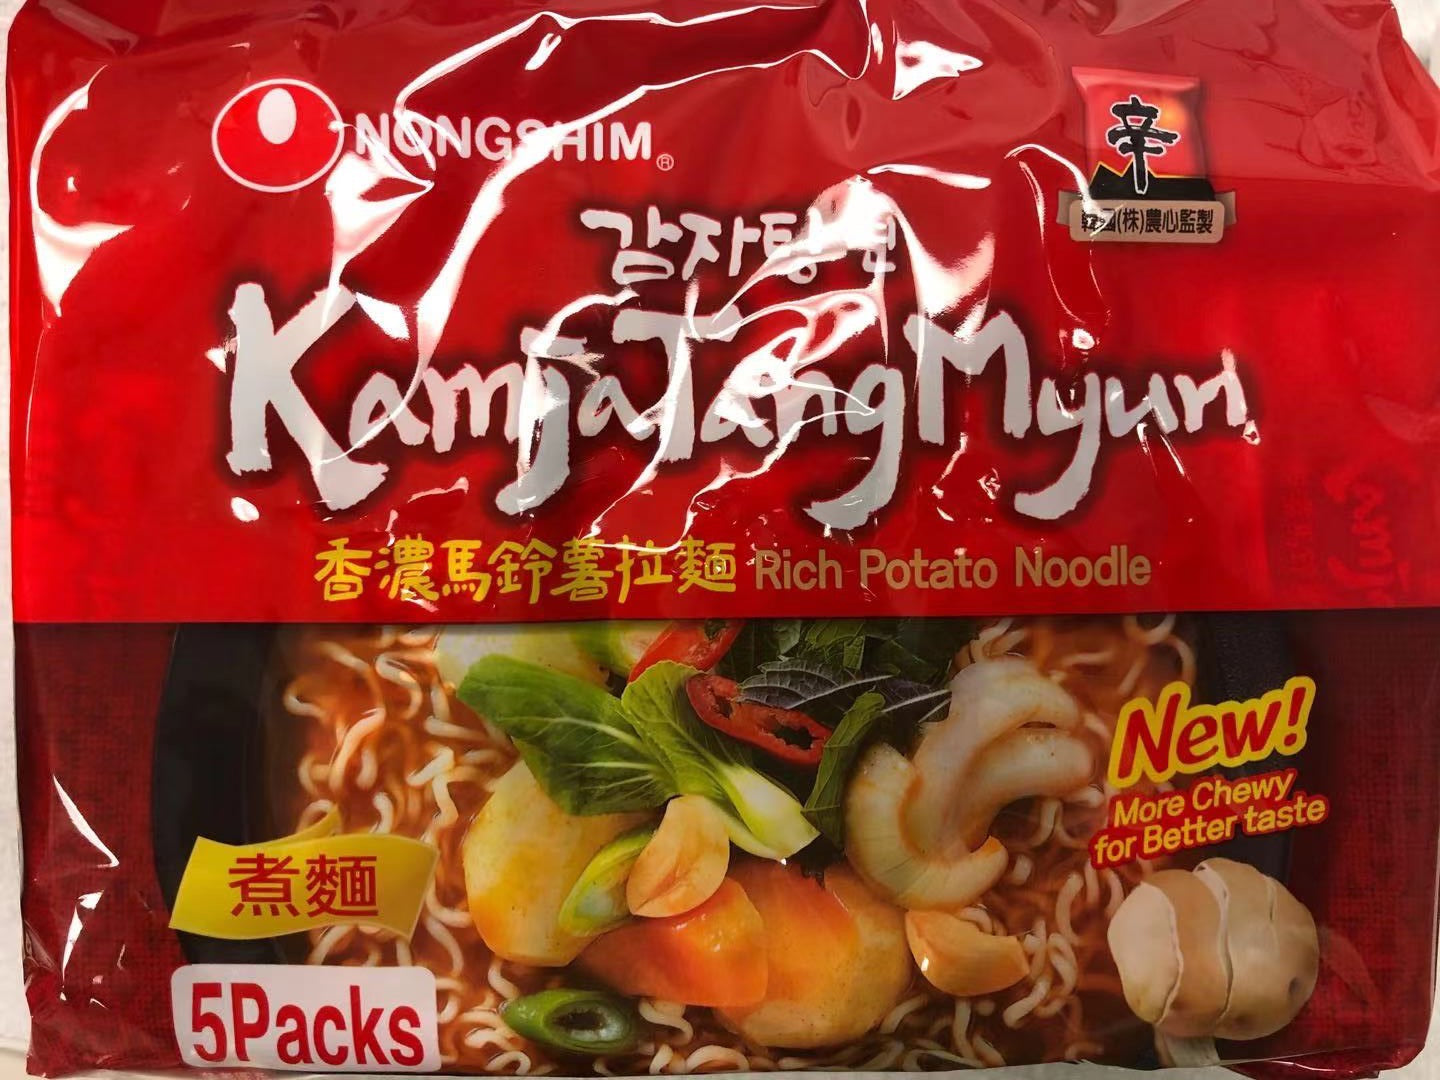 NONGSHIM®
辛
韓國(株)農心監製
감자탕면
KamjaTangMyun
香濃馬鈴薯拉麵 Rich Potato Noodle
New!
More Chewy
for Better taste
煮麵
5Packs